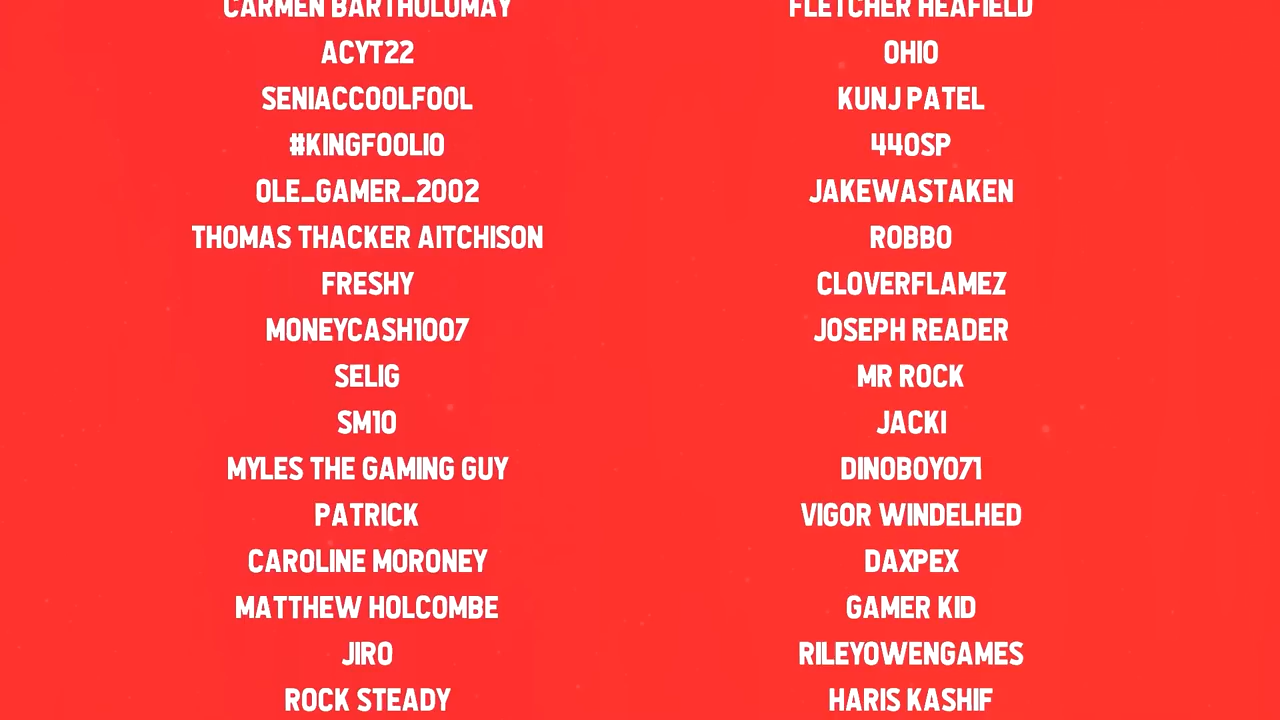 CARMEN BARTHOLOMAY
ACYT22
SENIACCOOLFOOL
#KINGFOOL10
OLE_GAMER_2002
THOMAS THACKER AITCHISON
FRESHY
MONEYCASH1007
SELIG
SM10
MYLES THE GAMING GUY
PATRICK
CAROLINE MORONEY
MATTHEW HOLCOMBE
JIRO
ROCK STEADY
FLETCHER HEAFIELD
OHIO
KUNJ PATEL
440SP
JAKEWASTAKEN
ROBBO
CLOVERFLAMEZ
JOSEPH READER
MR ROCK
JACKI
DINOBOY071
VIGOR WINDELHED
DAXPEX
GAMER KID
RILEYOWENGAMES
HARIS KASHIF